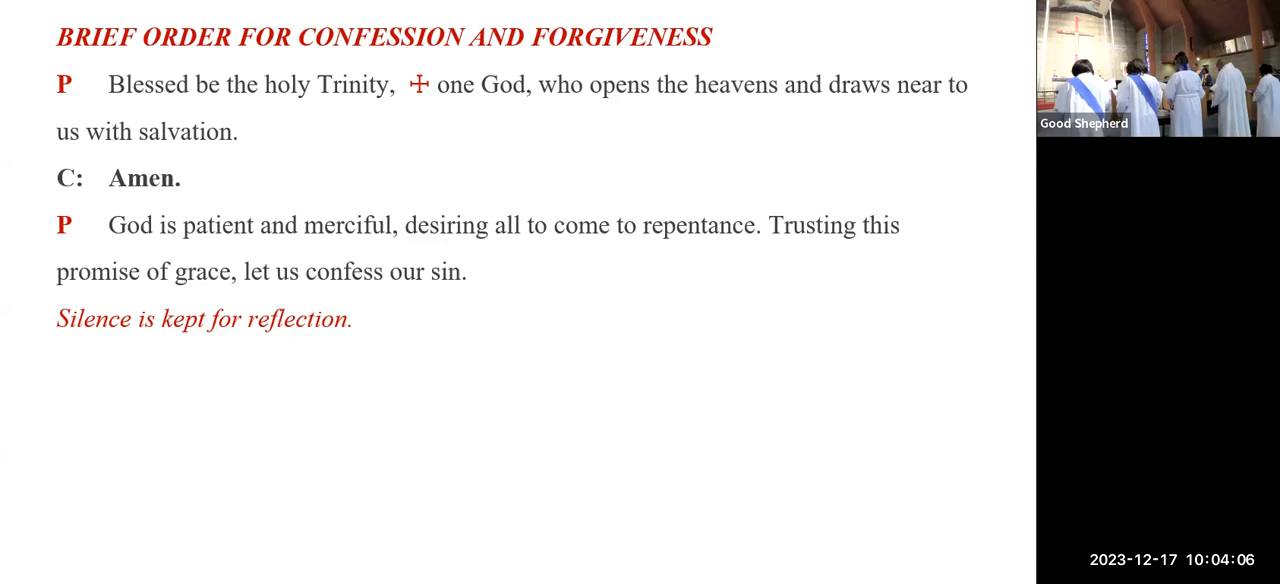 BRIEF ORDER FOR CONFESSION AND FORGIVENESS
P Blessed be the holy Trinity, ☩ one God, who opens the heavens and draws near to
us with salvation.
C: Amen.
P God is patient and merciful, desiring all to come to repentance. Trusting this
promise of grace, let us confess our sin.
Silence is kept for reflection.
Good Shepherd
2023-12-17 10:04:06